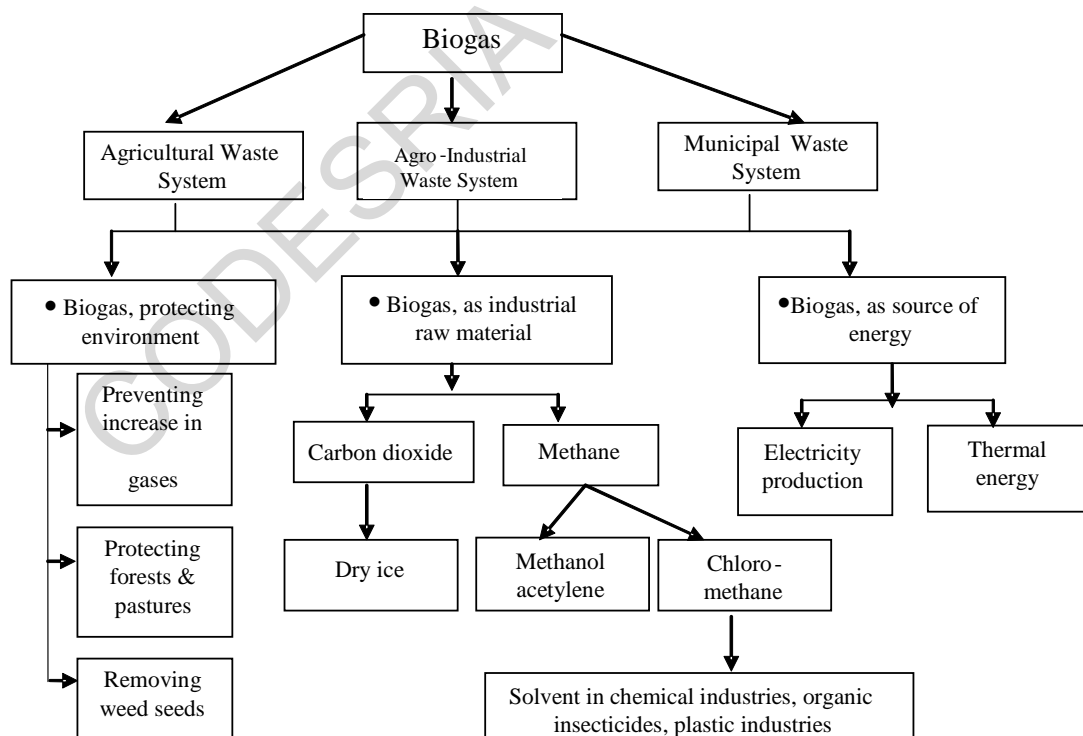 Biogas
Agricultural Waste
System
Agro-Industrial
Waste System
Municipal Waste
System
• Biogas, protecting
environment
• Biogas, as industrial
raw material
• Biogas, as source of
energy
Preventing
increase in
gases
Protecting
forests &
pastures
Removing
weed seeds
Carbon dioxide
Methane
Dry ice
Methanol
acetylene
Chloro-
methane
Solvent in chemical industries, organic
insecticides, plastic industries
Electricity
production
Thermal
energy
CODESRIA